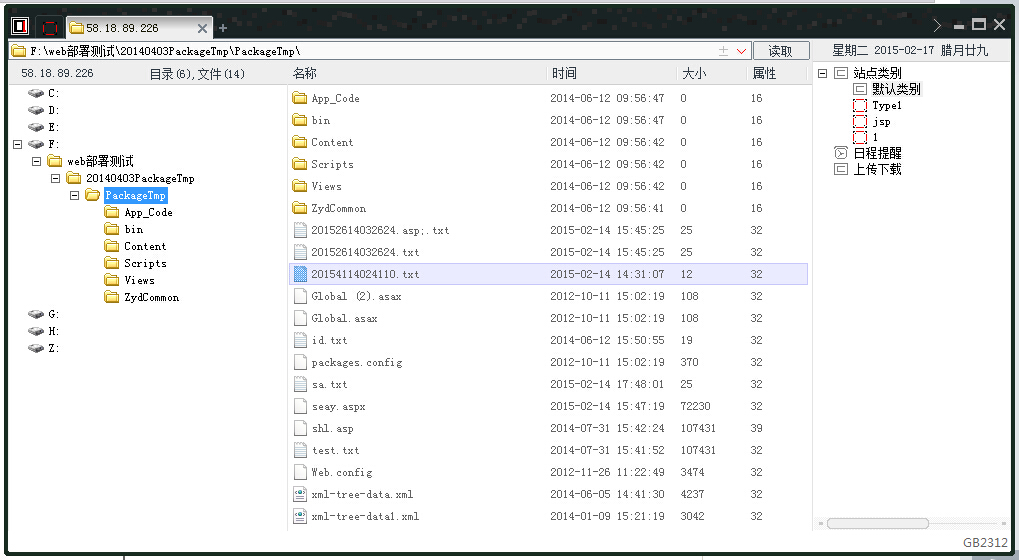 58.18.89.226
F:\web部署测试\20140403PackageTmp\PackageTmp\ 读取 星期二 2015-02-17 腊月廿九
58.18.89.226 目录(6),文件(14) 名称 时间 大小 属性
C:
D:
E:
F:
web部署测试
20140403PackageTmp
PackageTmp
App_Code
bin
Content
Scripts
Views
ZydCommon
G:
H:
Z:
App_Code 2014-06-12 09:56:47 0 16
bin 2014-06-12 09:56:47 0 16
Content 2014-06-12 09:56:42 0 16
Scripts 2014-06-12 09:56:42 0 16
Views 2014-06-12 09:56:42 0 16
ZydCommon 2014-06-12 09:56:41 0 16
20152614032624.asp;.txt 2015-02-14 15:45:25 25 32
20152614032624.txt 2015-02-14 15:45:25 25 32
20154114024110.txt 2015-02-14 14:31:07 12 32
Global (2).asax 2012-10-11 15:02:19 108 32
Global.asax 2012-10-11 15:02:19 108 32
id.txt 2014-06-12 15:50:55 19 32
packages.config 2012-10-11 15:02:19 370 32
sa.txt 2015-02-14 17:48:01 25 32
seay.aspx 2015-02-14 15:47:19 72230 32
shl.asp 2014-07-31 15:42:24 107431 39
test.txt 2014-07-31 15:41:52 107431 32
Web.config 2012-11-26 11:22:49 3474 32
xml-tree-data.xml 2014-06-05 14:41:30 4237 32
xml-tree-data1.xml 2014-01-09 15:21:19 3042 32
站点类别
默认类别
Type1
jsp
1
日程提醒
上传下载
GB2312